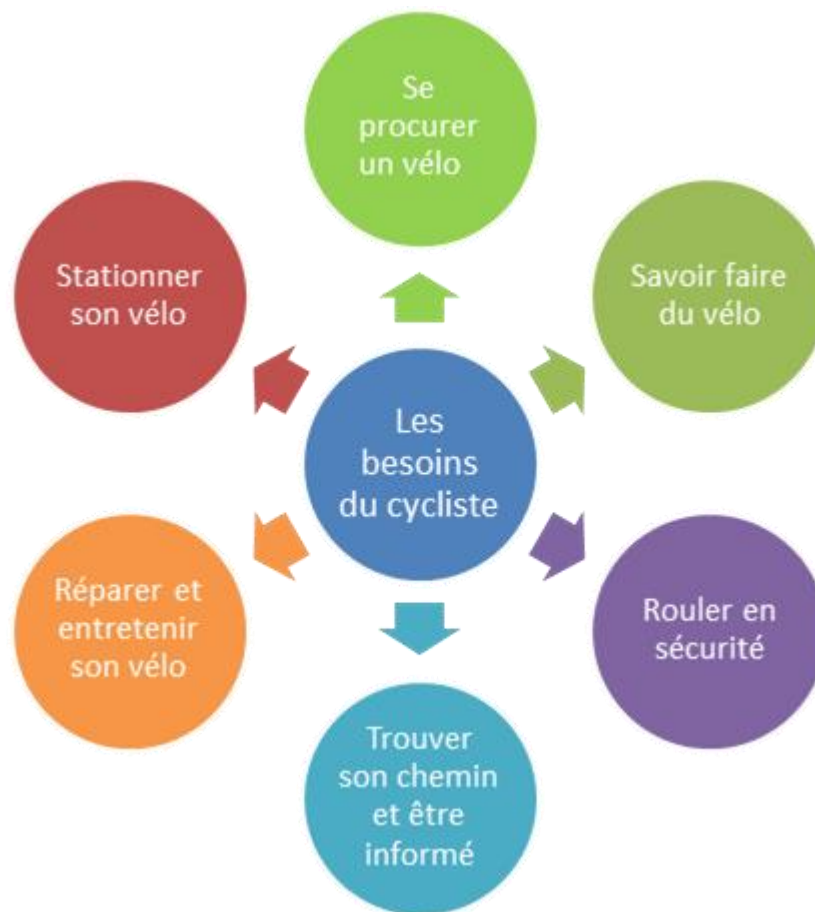 Se
procurer
un vélo
Stationner
son vélo
Savoir faire
du vélo
Les
besoins
du cycliste
Réparer et
entretenir
son vélo
Rouler en
sécurité
Trouver
son chemin
et être
informé